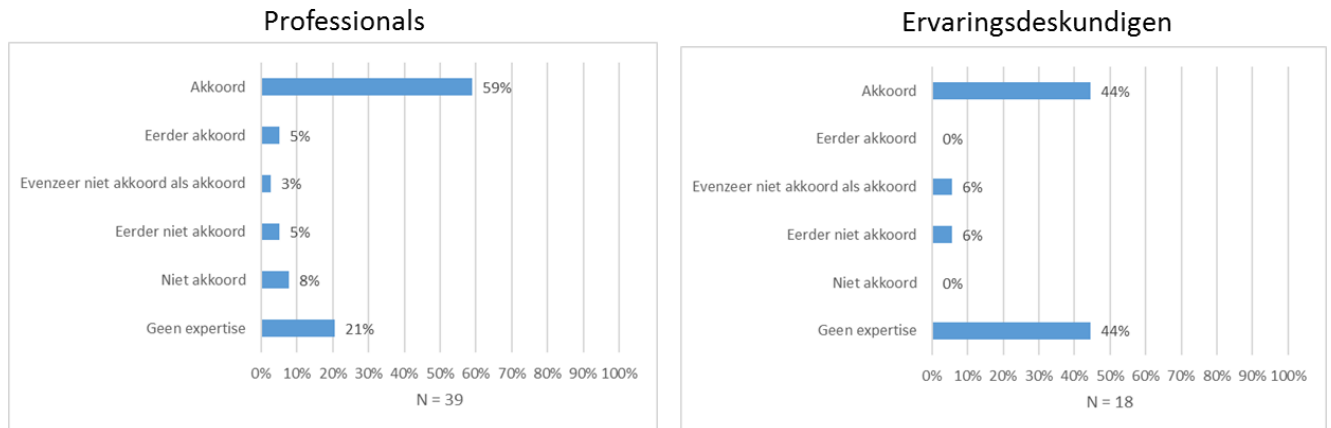 Professionals
Akkoord 59%
Eerder akkoord 5%
Evenzeer niet akkoord als akkoord 3%
Eerder niet akkoord 5%
Niet akkoord 8%
Geen expertise 21%
0% 10% 20% 30% 40% 50% 60% 70% 80% 90% 100%
N = 39
Ervaringsdeskundigen
Akkoord 44%
Eerder akkoord 0%
Evenzeer niet akkoord als akkoord 6%
Eerder niet akkoord 6%
Niet akkoord 0%
Geen expertise 44%
0% 10% 20% 30% 40% 50% 60% 70% 80% 90% 100%
N = 18